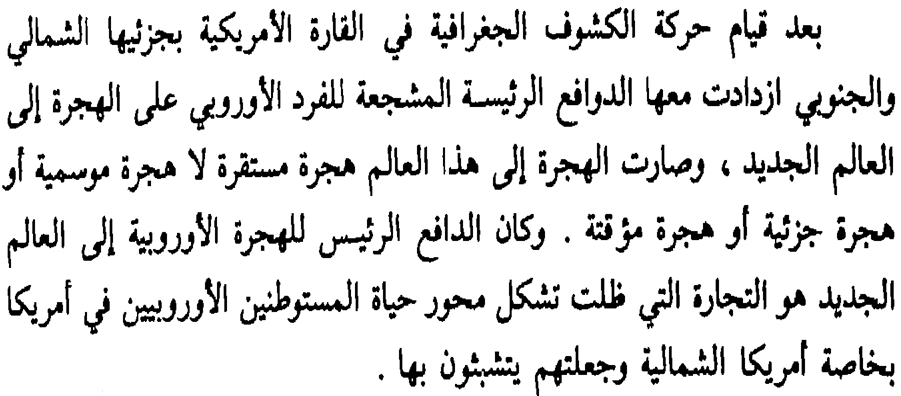 بعد قيام حركة الكشوف الجغرافية في القارة الأمريكية بجزئيها الشمالي
والجنوبي ازدادت معها الدوافع الرئيسة المشجعة للفرد الأوروبي على الهجرة إلى
العالم الجديد ، وصارت الهجرة إلى هذا العالم هجرة مستقرة لا هجرة موسمية أو
هجرة جزئية أو هجرة مؤقتة . وكان الدافع الرئيس للهجرة الأوروبية إلى العالم
الجديد هو التجارة التي ظلت تشكل محور حياة المستوطنين الأوروبيين في أمريكا
بخاصة أمريكا الشمالية وجعلتهم يتشبثون بها .